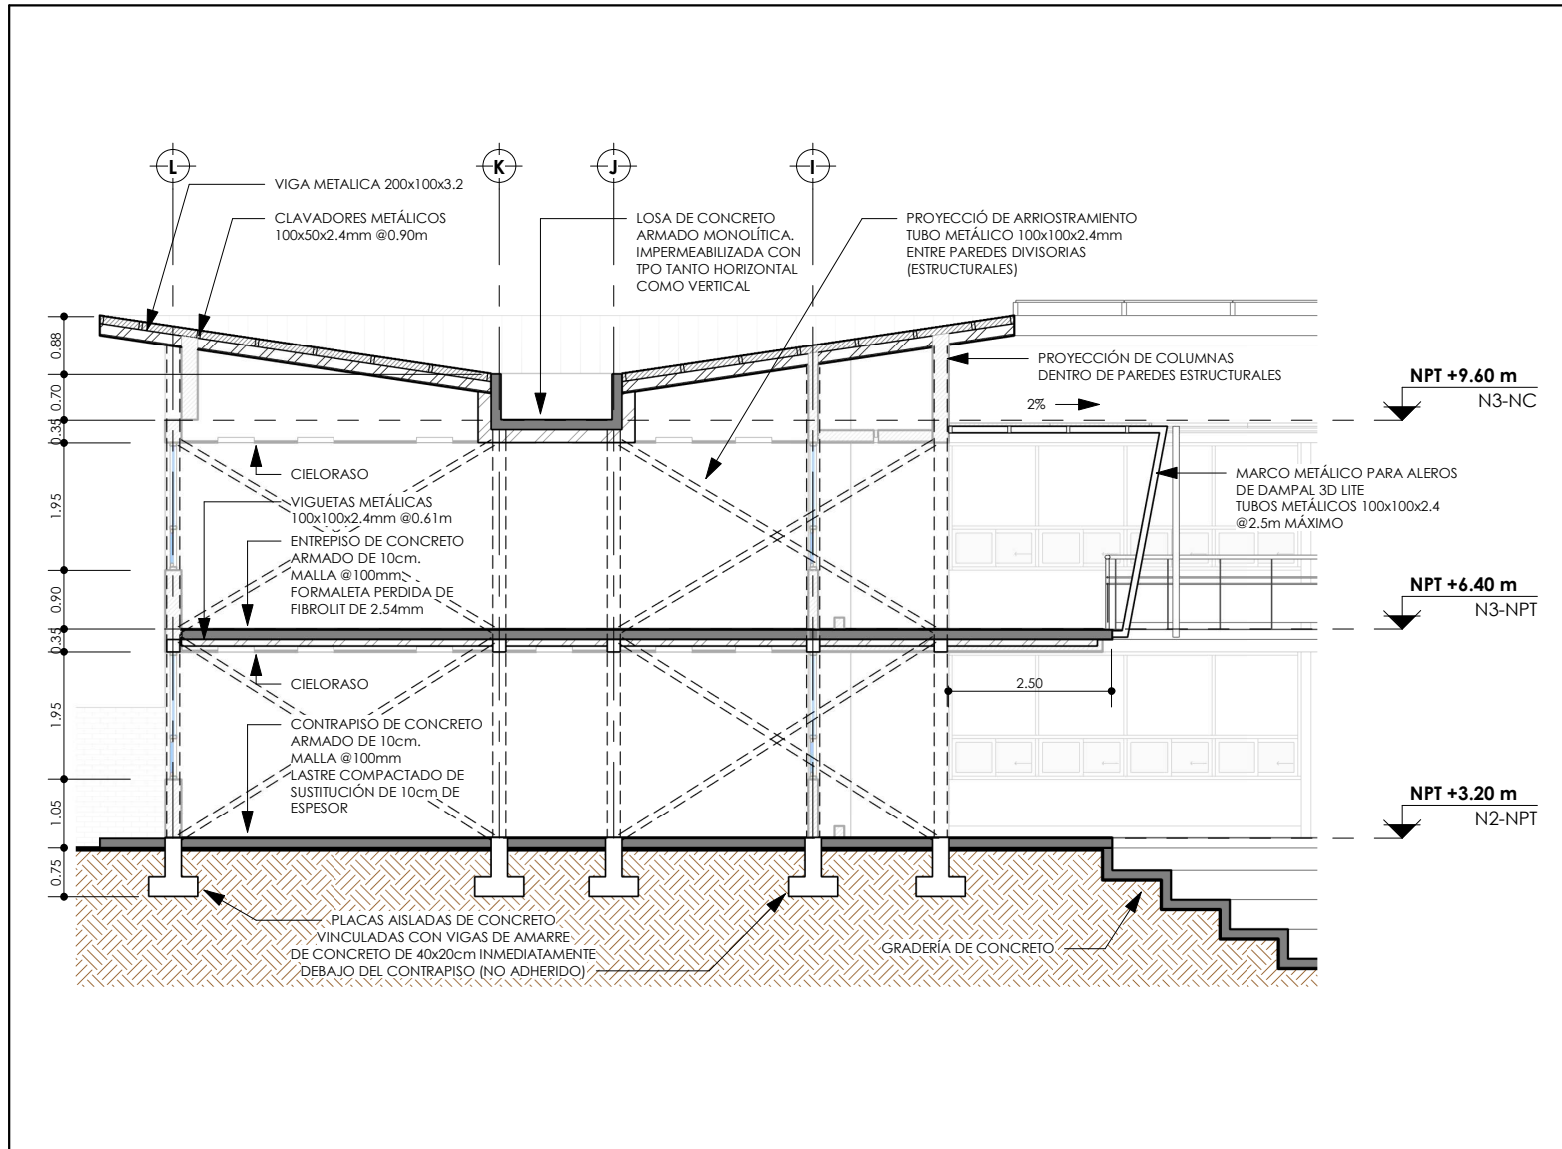 L
K
J
I
VIGA METALICA 200x100x3.2
CLAVADORES METÁLICOS
100x50x2.4mm @0.90m
LOSA DE CONCRETO
ARMADO MONOLÍTICA.
IMPERMEABILIZADA CON
TPO TANTO HORIZONTAL
COMO VERTICAL
PROYECCIÓ DE ARRIOSTRAMIENTO
TUBO METÁLICO 100x100x2.4mm
ENTRE PAREDES DIVISORIAS
(ESTRUCTURALES)
PROYECCIÓN DE COLUMNAS
DENTRO DE PAREDES ESTRUCTURALES
2%
NPT +9.60 m
N3-NC
0.88
0.70
0.35
1.95
0.90
0.35
1.95
1.05
0.75
CIELORASO
VIGUETAS METÁLICAS
100x100x2.4mm @0.61m
ENTREPISO DE CONCRETO
ARMADO DE 10cm.
MALLA @100mm
FORMALETA PERDIDA DE
FIBROLIT DE 2.54mm
MARCO METÁLICO PARA ALEROS
DE DAMPAL 3D LITE
TUBOS METÁLICOS 100x100x2.4
@2.5m MÁXIMO
NPT +6.40 m
N3-NPT
CIELORASO
2.50
CONTRAPISO DE CONCRETO
ARMADO DE 10cm.
MALLA @100mm
LASTRE COMPACTADO DE
SUSTITUCIÓN DE 10cm DE
ESPESOR
NPT +3.20 m
N2-NPT
PLACAS AISLADAS DE CONCRETO
VINCULADAS CON VIGAS DE AMARRE
DE CONCRETO DE 40x20cm INMEDIATAMENTE
DEBAJO DEL CONTRAPISO (NO ADHERIDO)
GRADERÍA DE CONCRETO